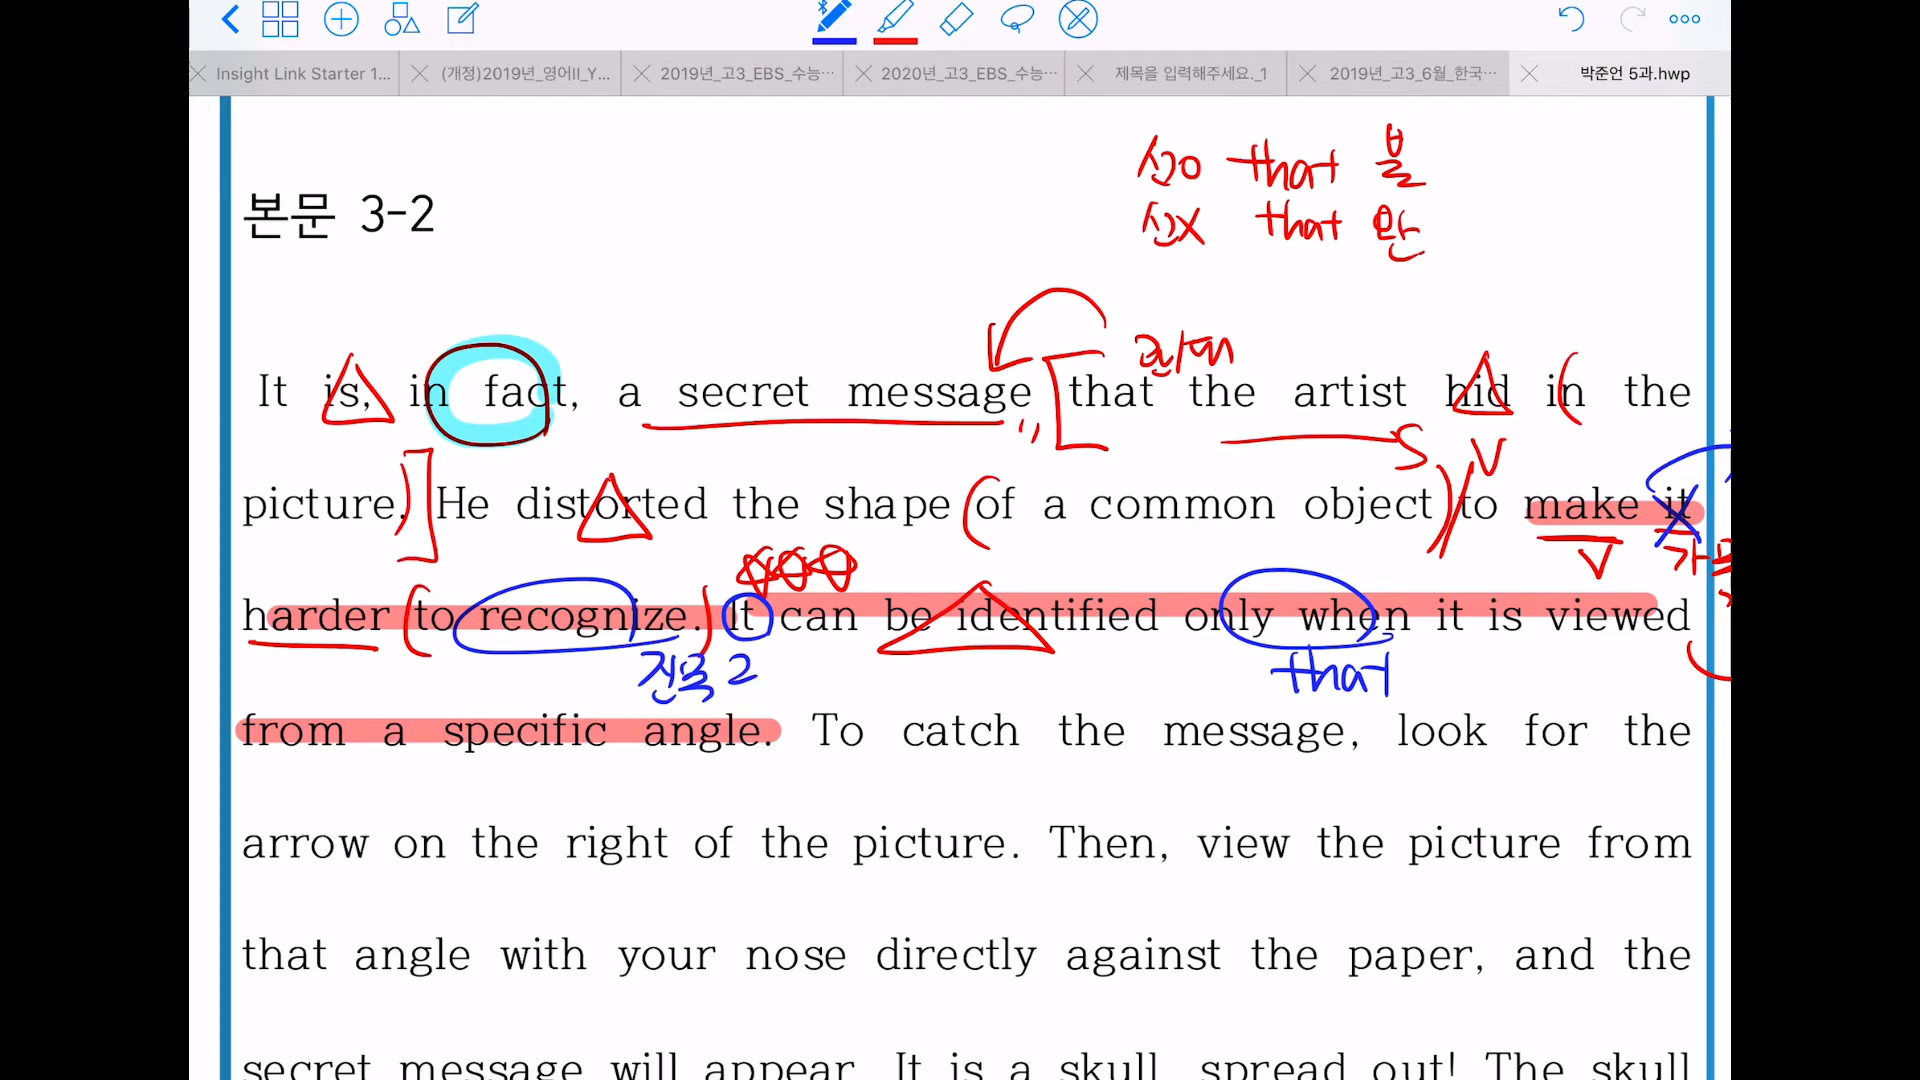 Insight Link Starter 1...
(개정)2019년_영어II_Y...
2019년_고3_EBS_수능...
2020년_고3_EBS_수능...
제목을 입력해주세요._1
2019년_고3_6월_한국...
박준언 5과.hwp
선O that 불
선X that 완
본문 3-2
관/대
It is, in fact, a secret message that the artist hid in the
S V
picture. He distorted the shape of a common object to make it
V
harder to recognize. It can be identified only when it is viewed
진목 2 that
from a specific angle. To catch the message, look for the
arrow on the right of the picture. Then, view the picture from
that angle with your nose directly against the paper, and the
secret message will appear. It is a skull, spread out! The skull